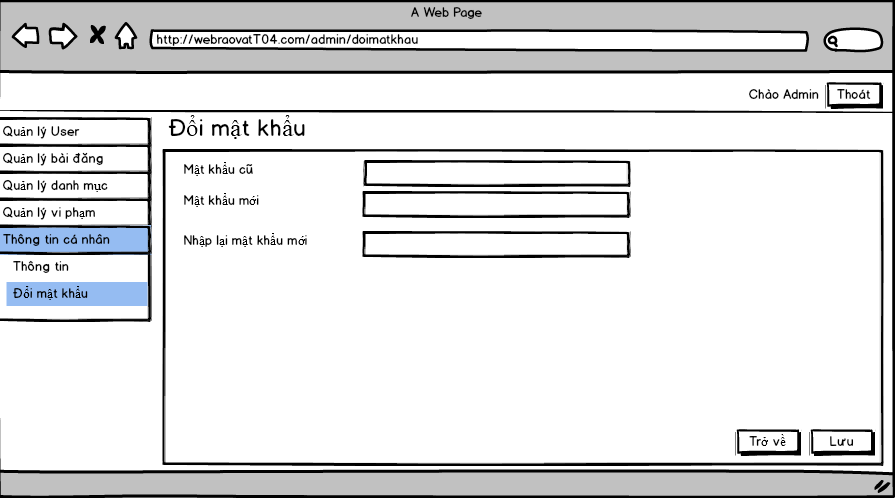 A Web Page
http://webraovatT04.com/admin/doimatkhau
Chào Admin
Thoát
Quản lý User
Quản lý bài đăng
Quản lý danh mục
Quản lý vi phạm
Thông tin cá nhân
Thông tin
Đổi mật khẩu
Đổi mật khẩu
Mật khẩu cũ
Mật khẩu mới
Nhập lại mật khẩu mới
Trở về
Lưu